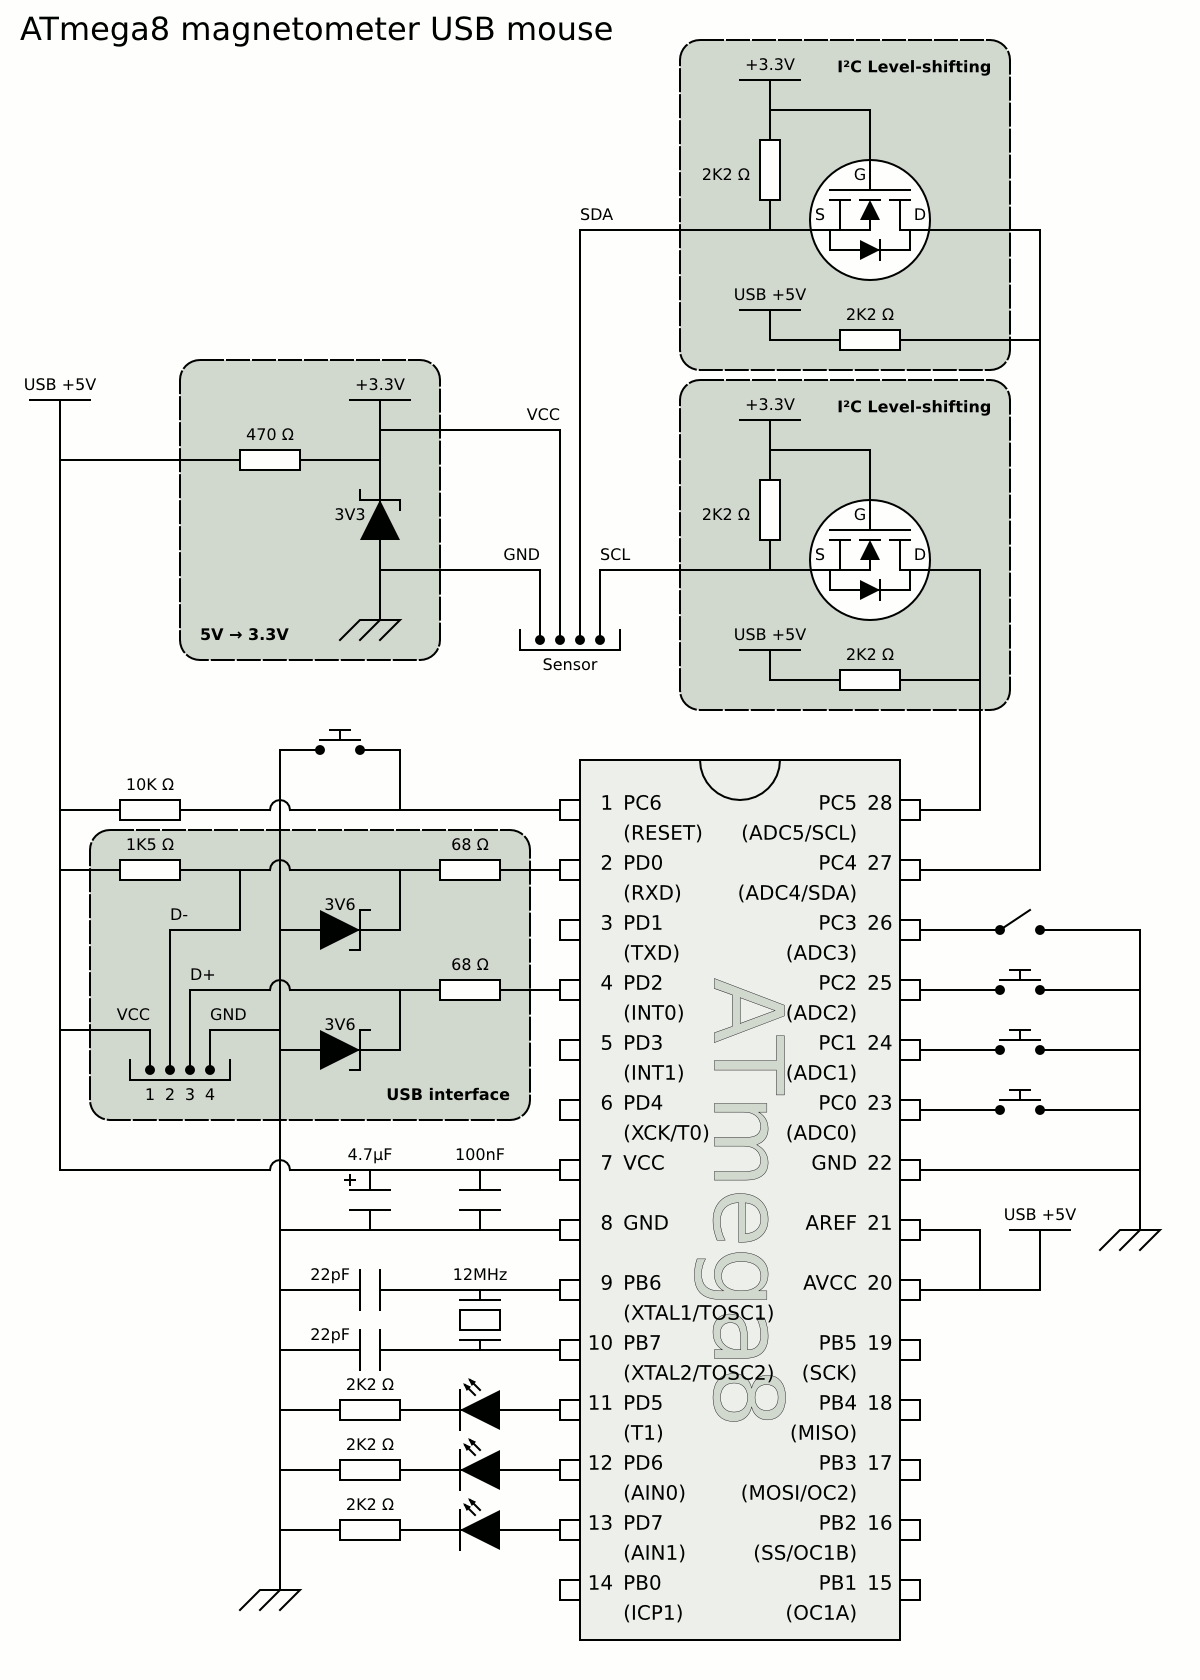 ATmega8 magnetometer USB mouse
+3.3V
I²C Level-shifting
2K2 Ω
G
S
D
SDA
USB +5V
2K2 Ω
USB +5V
+3.3V
470 Ω
3V3
5V → 3.3V
VCC
GND
SCL
Sensor
+3.3V
I²C Level-shifting
2K2 Ω
G
S
D
USB +5V
2K2 Ω
10K Ω
1K5 Ω
68 Ω
3V6
D-
D+
68 Ω
VCC
GND
3V6
1 2 3 4
USB interface
4.7µF
+
100nF
22pF
12MHz
22pF
2K2 Ω
2K2 Ω
2K2 Ω
1 PC6
(RESET)
2 PD0
(RXD)
3 PD1
(TXD)
4 PD2
(INT0)
5 PD3
(INT1)
6 PD4
(XCK/T0)
7 VCC
8 GND
9 PB6
(XTAL1/TOSC1)
10 PB7
(XTAL2/TOSC2)
11 PD5
(T1)
12 PD6
(AIN0)
13 PD7
(AIN1)
14 PB0
(ICP1)
ATmega8
PC5 28
(ADC5/SCL)
PC4 27
(ADC4/SDA)
PC3 26
(ADC3)
PC2 25
(ADC2)
PC1 24
(ADC1)
PC0 23
(ADC0)
GND 22
AREF 21
AVCC 20
PB5 19
(SCK)
PB4 18
(MISO)
PB3 17
(MOSI/OC2)
PB2 16
(SS/OC1B)
PB1 15
(OC1A)
USB +5V